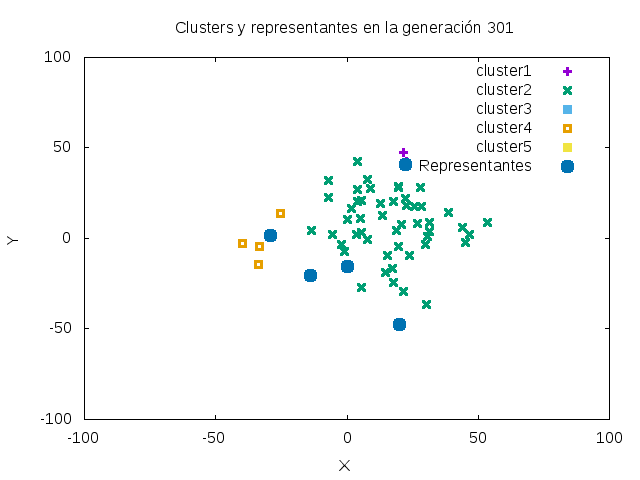 Clusters y representantes en la generación 301
100
50
0
-50
-100
-100
-50
0
50
100
Y
X
cluster1
cluster2
cluster3
cluster4
cluster5
Representantes